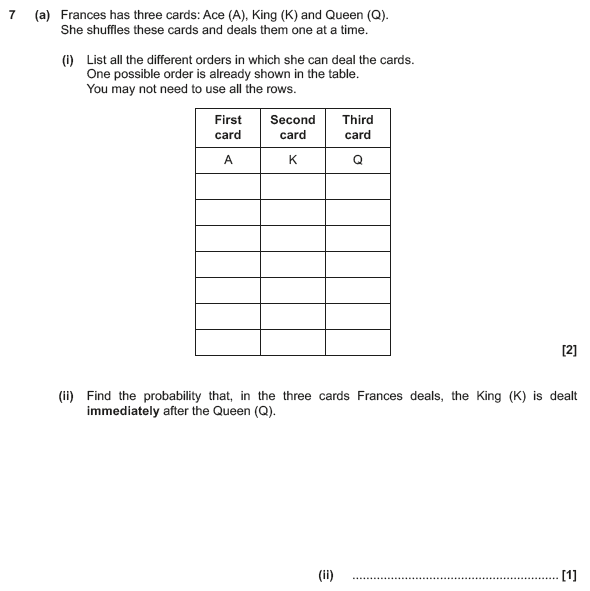 7 (a) Frances has three cards: Ace (A), King (K) and Queen (Q).
She shuffles these cards and deals them one at a time.
(i) List all the different orders in which she can deal the cards.
One possible order is already shown in the table.
You may not need to use all the rows.
First card Second card Third card
A K Q
[2]
(ii) Find the probability that, in the three cards Frances deals, the King (K) is dealt
immediately after the Queen (Q).
(ii) ............................................................ [1]